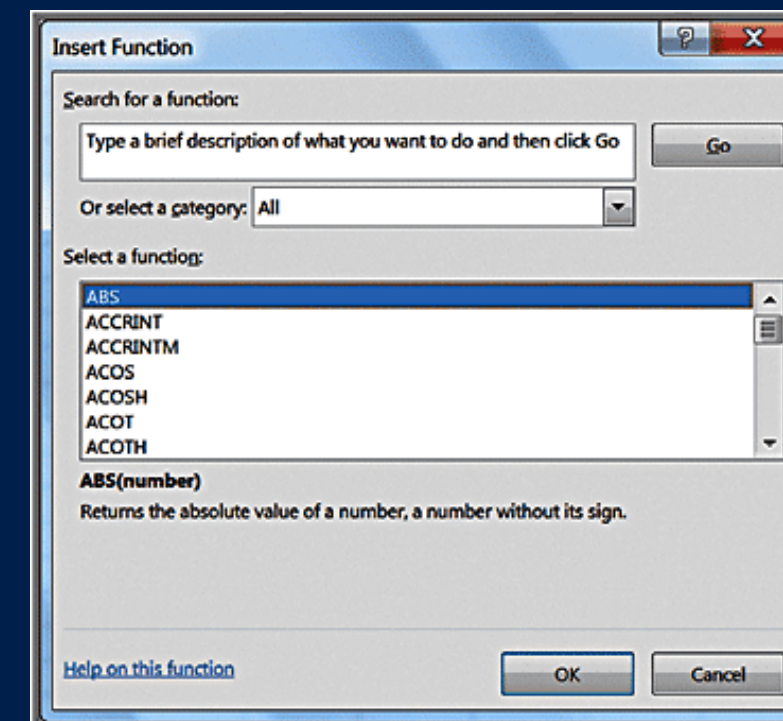 Insert Function
Search for a function:
Type a brief description of what you want to do and then click Go
Go
Or select a category: All
Select a function:
ABS
ACCRINT
ACCRINTM
ACOS
ACOSH
ACOT
ACOTH
ABS(number)
Returns the absolute value of a number, a number without its sign.
Help on this function
OK
Cancel